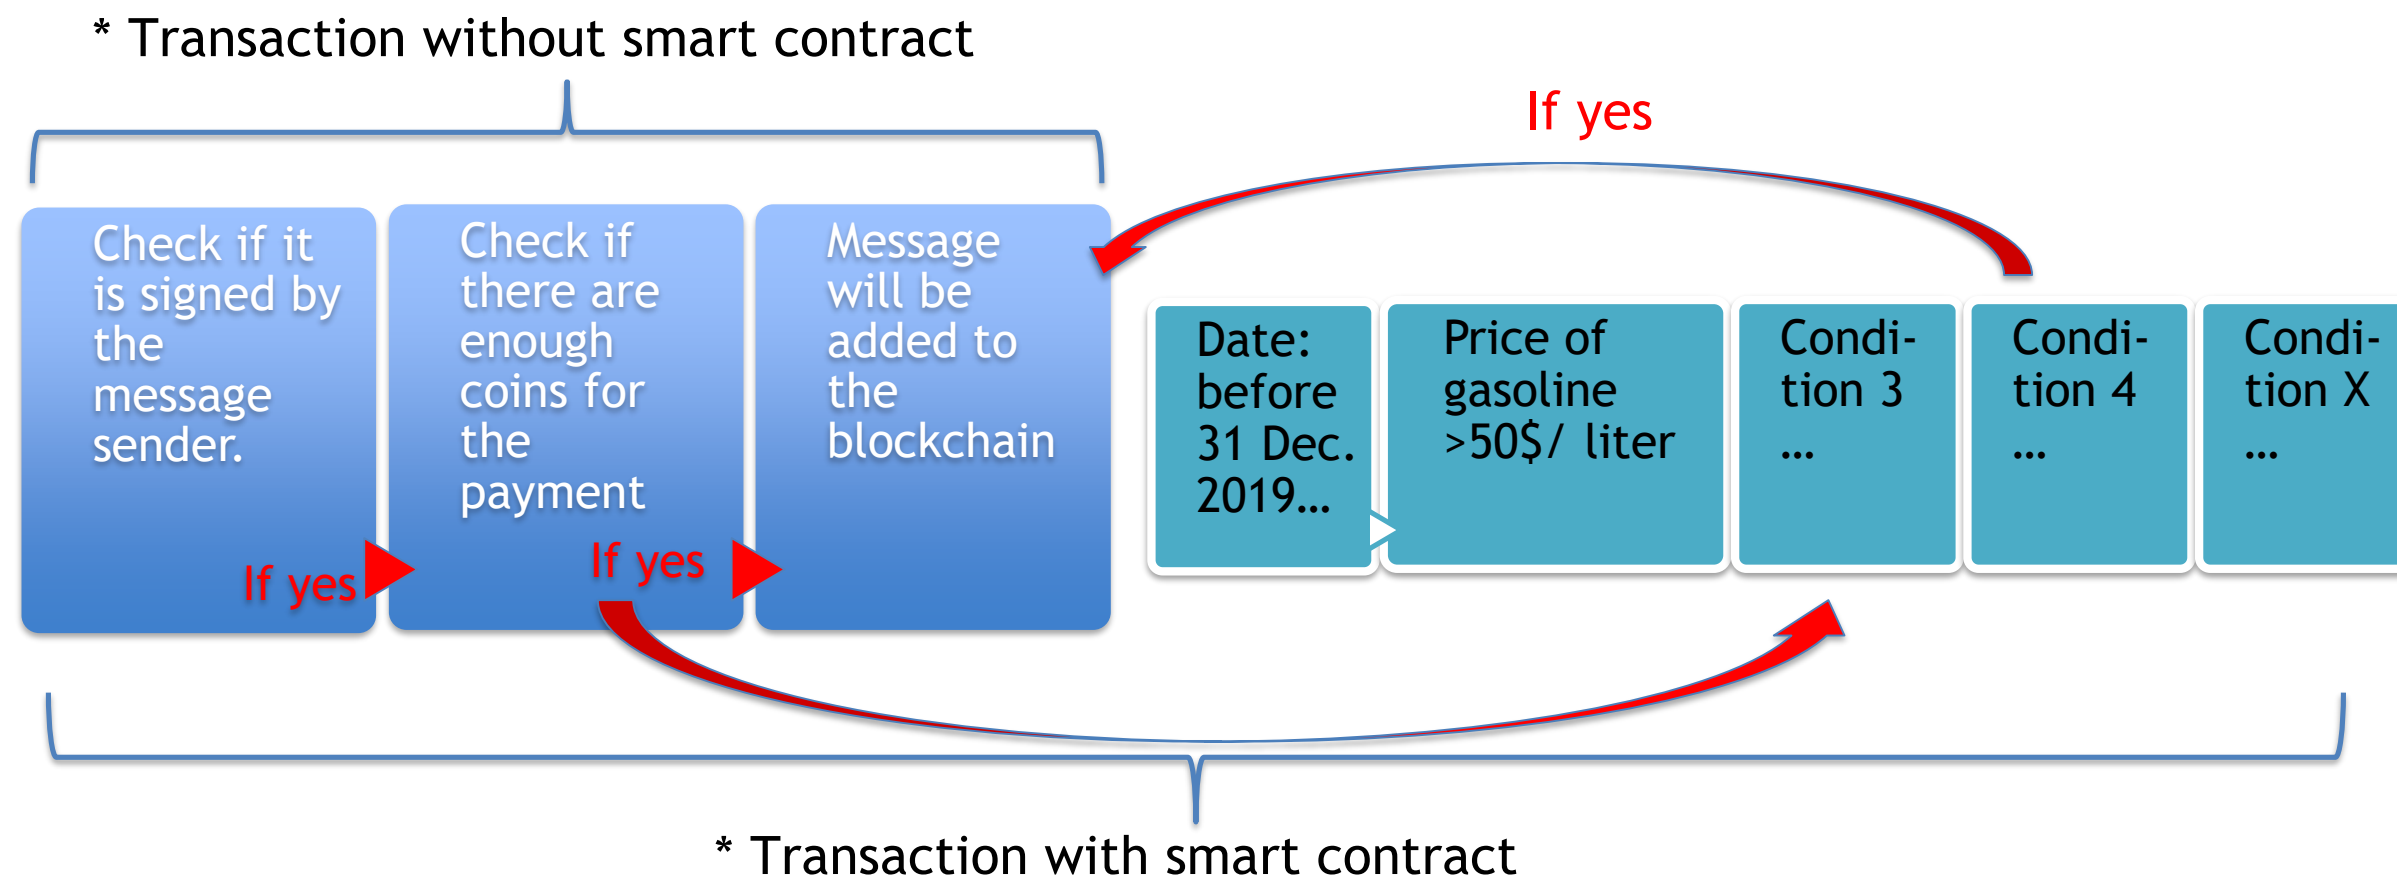 * Transaction without smart contract
If yes
Check if it
is signed by
the
message
sender.
If yes
Check if
there are
enough
coins for
the
payment
If yes
Message
will be
added to
the
blockchain
Date:
before
31 Dec.
2019...
Price of
gasoline
>50$/ liter
Condi-
tion 3
...
Condi-
tion 4
...
Condi-
tion X
...
* Transaction with smart contract